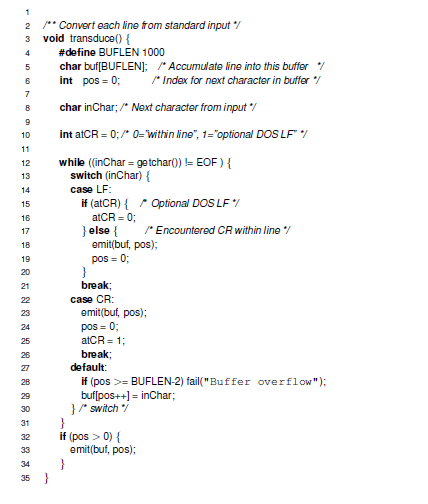 1
2 /** Convert each line from standard input */
3 void transduce() {
4 #define BUFLEN 1000
5 char buf[BUFLEN]; /* Accumulate line into this buffer */
6 int pos = 0; /* Index for next character in buffer */
7
8 char inChar; /* Next character from input */
9
10 int atCR = 0; /* 0="within line", 1="optional DOS LF" */
11
12 while ((inChar = getchar()) != EOF ) {
13 switch (inChar) {
14 case LF:
15 if (atCR) { /* Optional DOS LF */
16 atCR = 0;
17 } else { /* Encountered CR within line */
18 emit(buf, pos);
19 pos = 0;
20 }
21 break;
22 case CR:
23 emit(buf, pos);
24 pos = 0;
25 atCR = 1;
26 break;
27 default:
28 if (pos >= BUFLEN-2) fail("Buffer overflow");
29 buf[pos++] = inChar;
30 } /* switch */
31 }
32 if (pos > 0) {
33 emit(buf, pos);
34 }
35 }